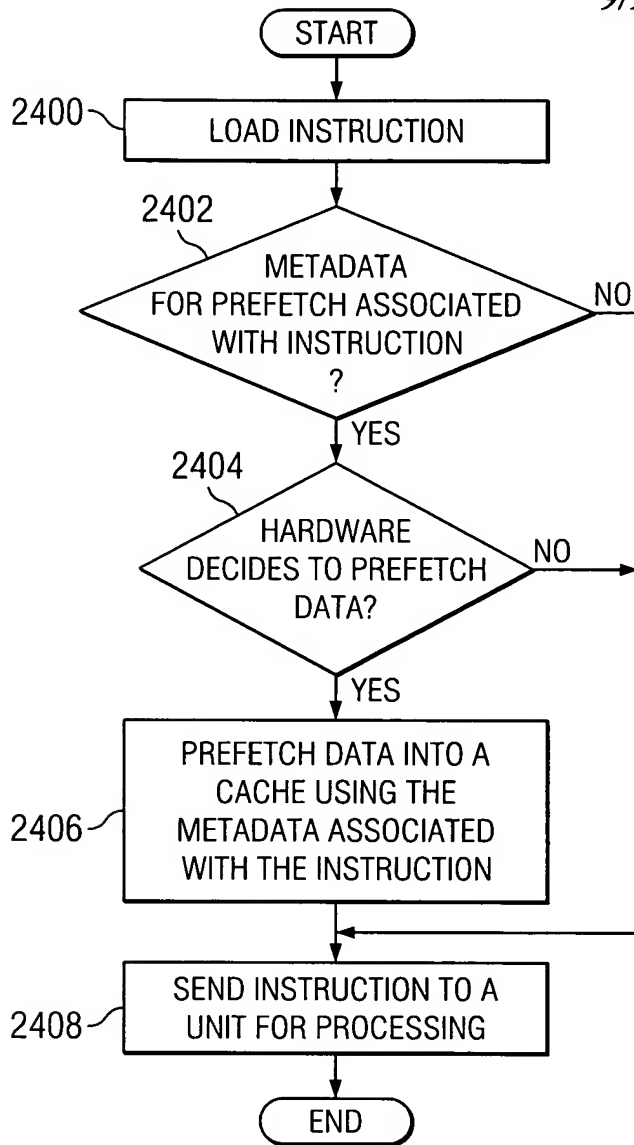 START
2400
LOAD INSTRUCTION
2402
METADATA
FOR PREFETCH ASSOCIATED
WITH INSTRUCTION
?
NO
YES
2404
HARDWARE
DECIDES TO PREFETCH
DATA?
NO
YES
2406
PREFETCH DATA INTO A
CACHE USING THE
METADATA ASSOCIATED
WITH THE INSTRUCTION
2408
SEND INSTRUCTION TO A
UNIT FOR PROCESSING
END